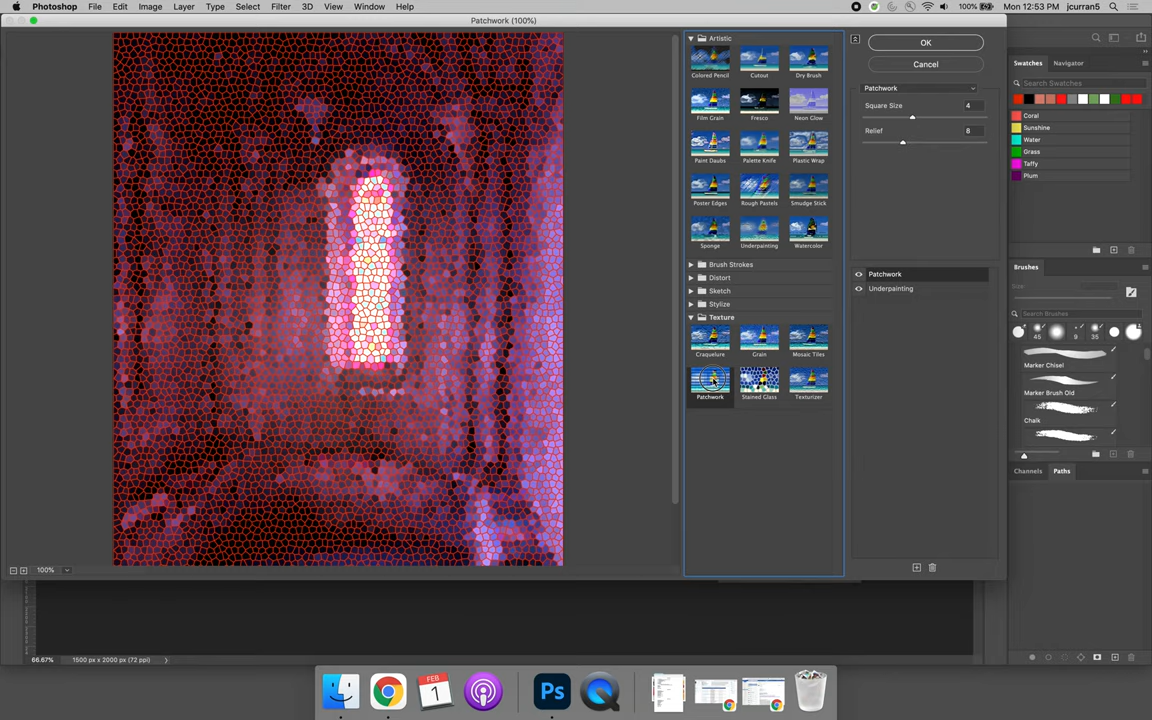 Photoshop File Edit Image Layer Type Select Filter 3D View Window Help 100% Mon 12:53 PM jcurran5
Patchwork (100%)
Artistic
Colored Pencil Cutout Dry Brush
Film Grain Fresco Neon Glow
Paint Daubs Palette Knife Plastic Wrap
Poster Edges Rough Pastels Smudge Stick
Sponge Underpainting Watercolor
Brush Strokes
Distort
Sketch
Stylize
Texture
Craquelure Grain Mosaic Tiles
Patchwork Stained Glass Texturizer
OK
Cancel
Patchwork
Square Size 4
Relief 8
Patchwork
Underpainting
Swatches Navigator
Search Swatches
Coral
Sunshine
Water
Grass
Taffy
Plum
Brushes
Size:
Search Brushes
45 9 35
Marker Chisel
Marker Brush Old
Chalk
Channels Paths
100%
66.67% 1500 px x 2000 px (72 ppi)
FEB
1
Ps